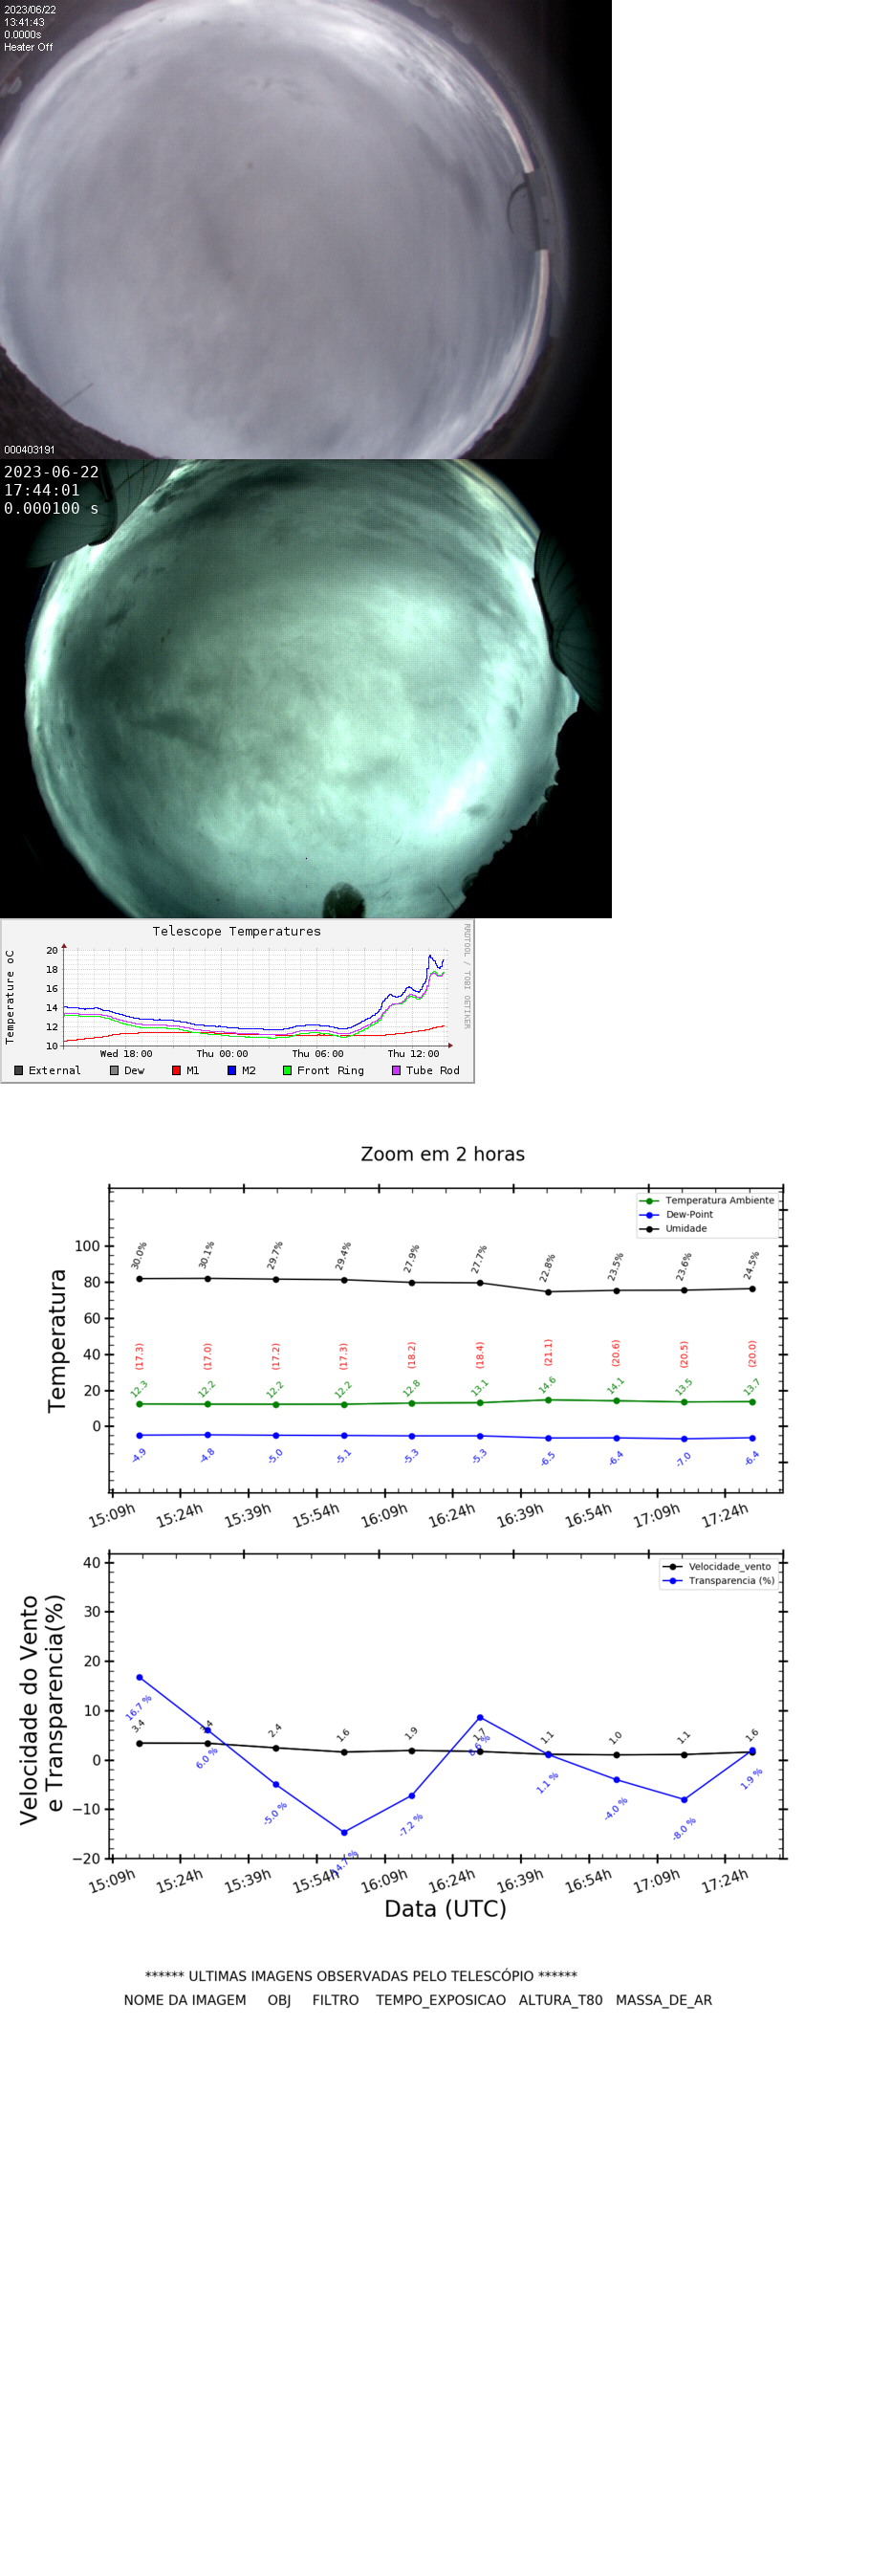 2023/06/22
13:41:43
0.0000s
Heater Off
000403191
2023-06-22
17:44:01
0.000100 s
Telescope Temperatures
RRDTOOL / TOBI OETIKER
Temperature oC
20
18
16
14
12
10
Wed 18:00 Thu 00:00 Thu 06:00 Thu 12:00
External Dew M1 M2 Front Ring Tube Rod
Zoom em 2 horas
Temperatura Ambiente
Dew-Point
Umidade
Temperatura
100
80
60
40
20
0
30.0% 30.1% 29.7% 29.4% 27.9% 27.7% 22.8% 23.5% 23.6% 24.5%
(17.3) (17.0) (17.2) (17.3) (18.2) (18.4) (21.1) (20.6) (20.5) (20.0)
12.3 12.2 12.2 12.2 12.8 13.1 14.6 14.1 13.5 13.7
-4.9 -4.8 -5.0 -5.1 -5.3 -5.3 -6.5 -6.4 -7.0 -6.4
15:09h 15:24h 15:39h 15:54h 16:09h 16:24h 16:39h 16:54h 17:09h 17:24h
Velocidade_vento
Transparencia (%)
Velocidade do Vento
e Transparencia(%)
40
30
20
10
0
−10
−20
3.4 3.4 2.4 1.6 1.9 1.7 1.1 1.0 1.1 1.6
16.7 % 6.0 % -5.0 % -14.7 % -7.2 % 8.6 % 1.1 % -4.0 % -8.0 % 1.9 %
15:09h 15:24h 15:39h 15:54h 16:09h 16:24h 16:39h 16:54h 17:09h 17:24h
Data (UTC)
****** ULTIMAS IMAGENS OBSERVADAS PELO TELESCÓPIO ******
NOME DA IMAGEM OBJ FILTRO TEMPO_EXPOSICAO ALTURA_T80 MASSA_DE_AR